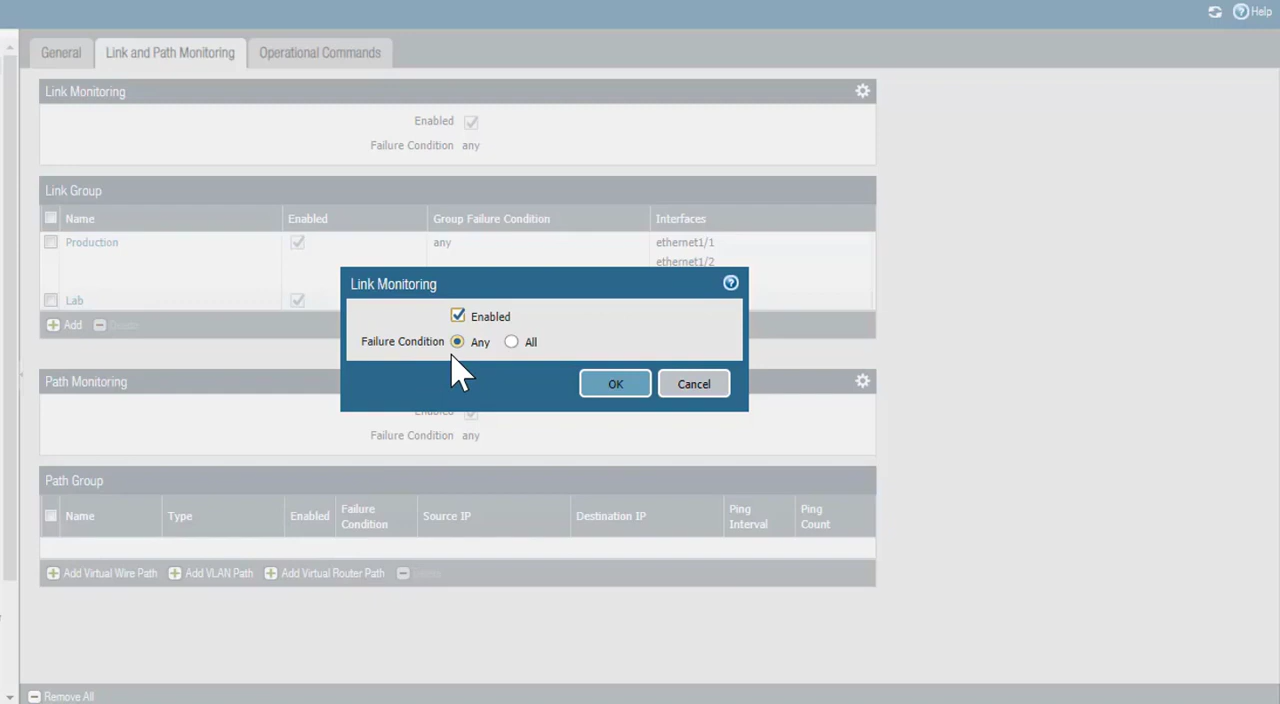 Help
General Link and Path Monitoring Operational Commands
Link Monitoring
Enabled
Failure Condition any
Link Group
Name Enabled Group Failure Condition Interfaces
Production any ethernet1/1
ethernet1/2
Lab
Add Delete
Link Monitoring
Enabled
Failure Condition Any All
OK Cancel
Path Monitoring
Enabled
Failure Condition any
Path Group
Name Type Enabled Failure Condition Source IP Destination IP Ping Interval Ping Count
Add Virtual Wire Path Add VLAN Path Add Virtual Router Path Delete
Remove All